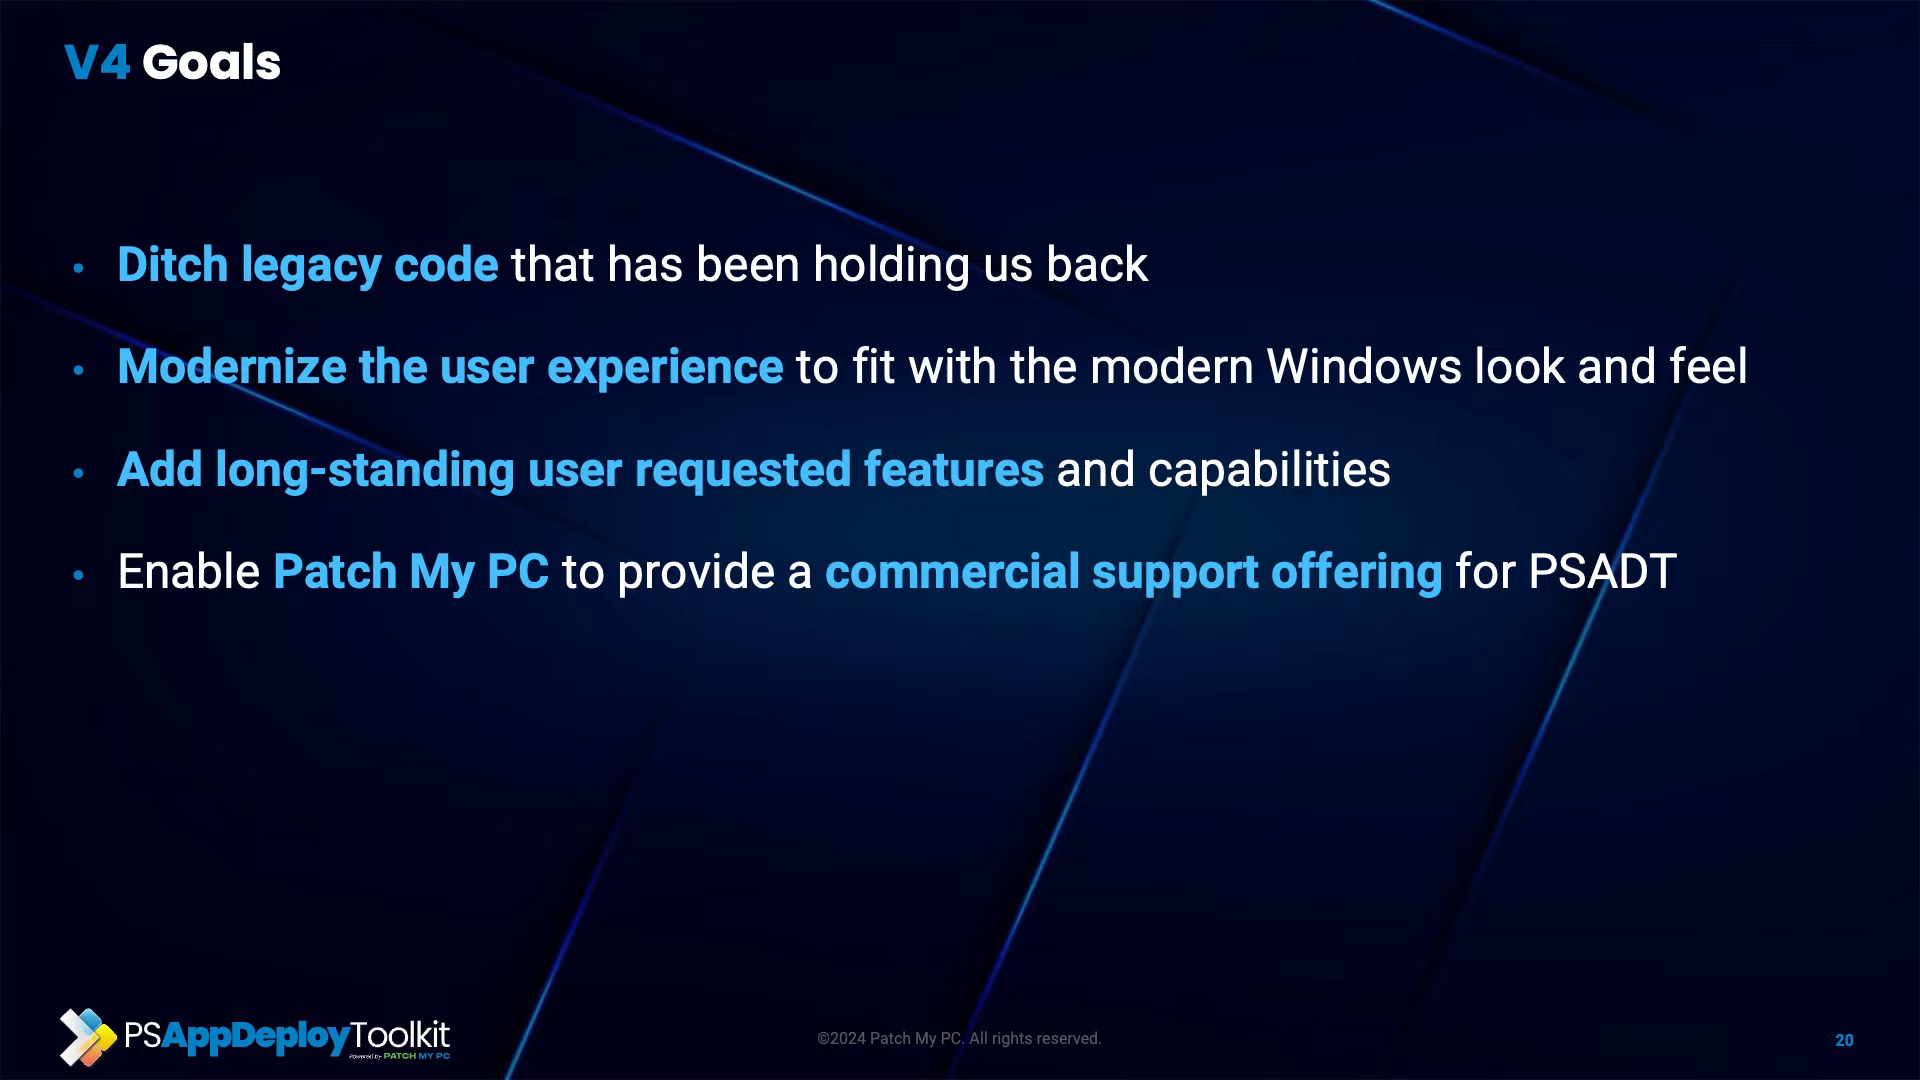 V4 Goals
• Ditch legacy code that has been holding us back
• Modernize the user experience to fit with the modern Windows look and feel
• Add long-standing user requested features and capabilities
• Enable Patch My PC to provide a commercial support offering for PSADT
PSAppDeployToolkit
Powered by PATCH MY PC
©2024 Patch My PC. All rights reserved.
20